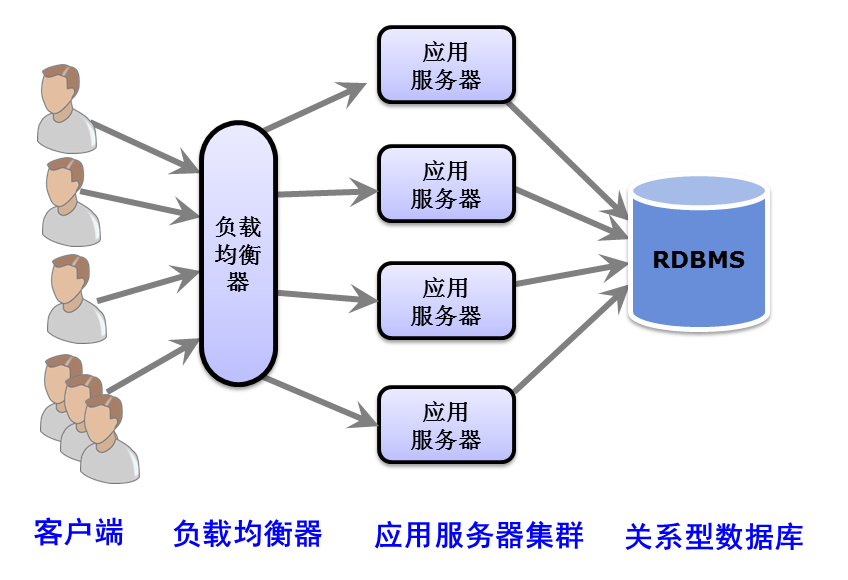 应用
服务器
应用
服务器
负载
均衡
器
RDBMS
应用
服务器
应用
服务器
客户端
负载均衡器
应用服务器集群
关系型数据库